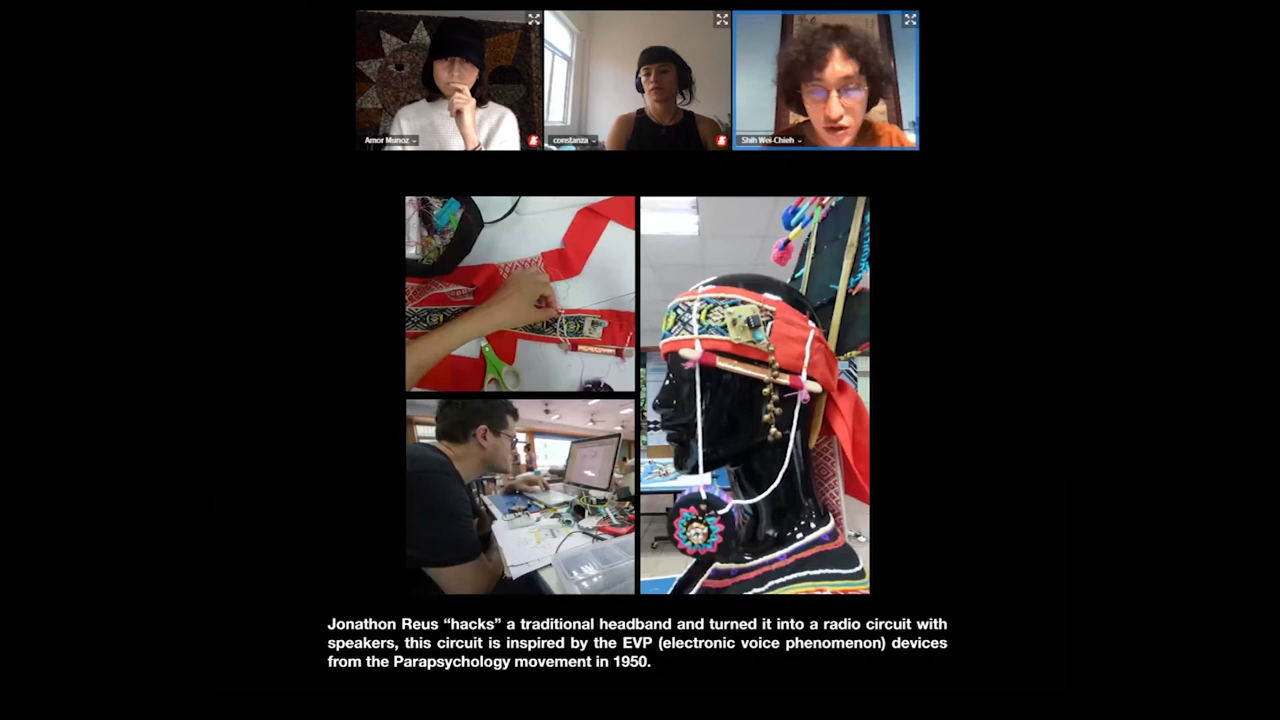 Amor Munoz
constanza
Shih Wei-Chieh
Jonathon Reus “hacks” a traditional headband and turned it into a radio circuit with
speakers, this circuit is inspired by the EVP (electronic voice phenomenon) devices
from the Parapsychology movement in 1950.